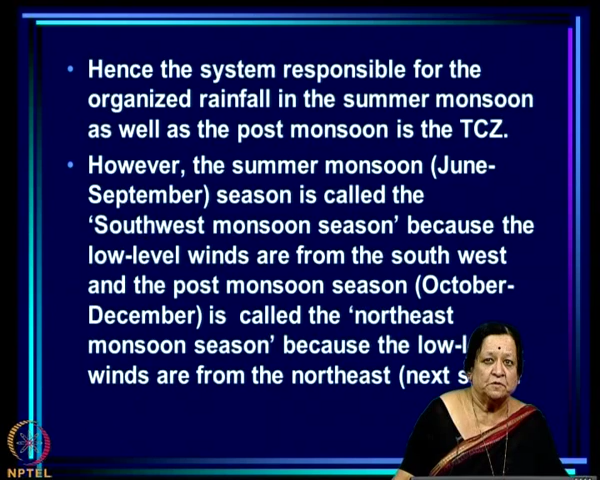 • Hence the system responsible for the
organized rainfall in the summer monsoon
as well as the post monsoon is the TCZ.
• However, the summer monsoon (June-
September) season is called the
‘Southwest monsoon season’ because the
low-level winds are from the south west
and the post monsoon season (October-
December) is called the ‘northeast
monsoon season’ because the
winds are from the northeast (next
NPTEL